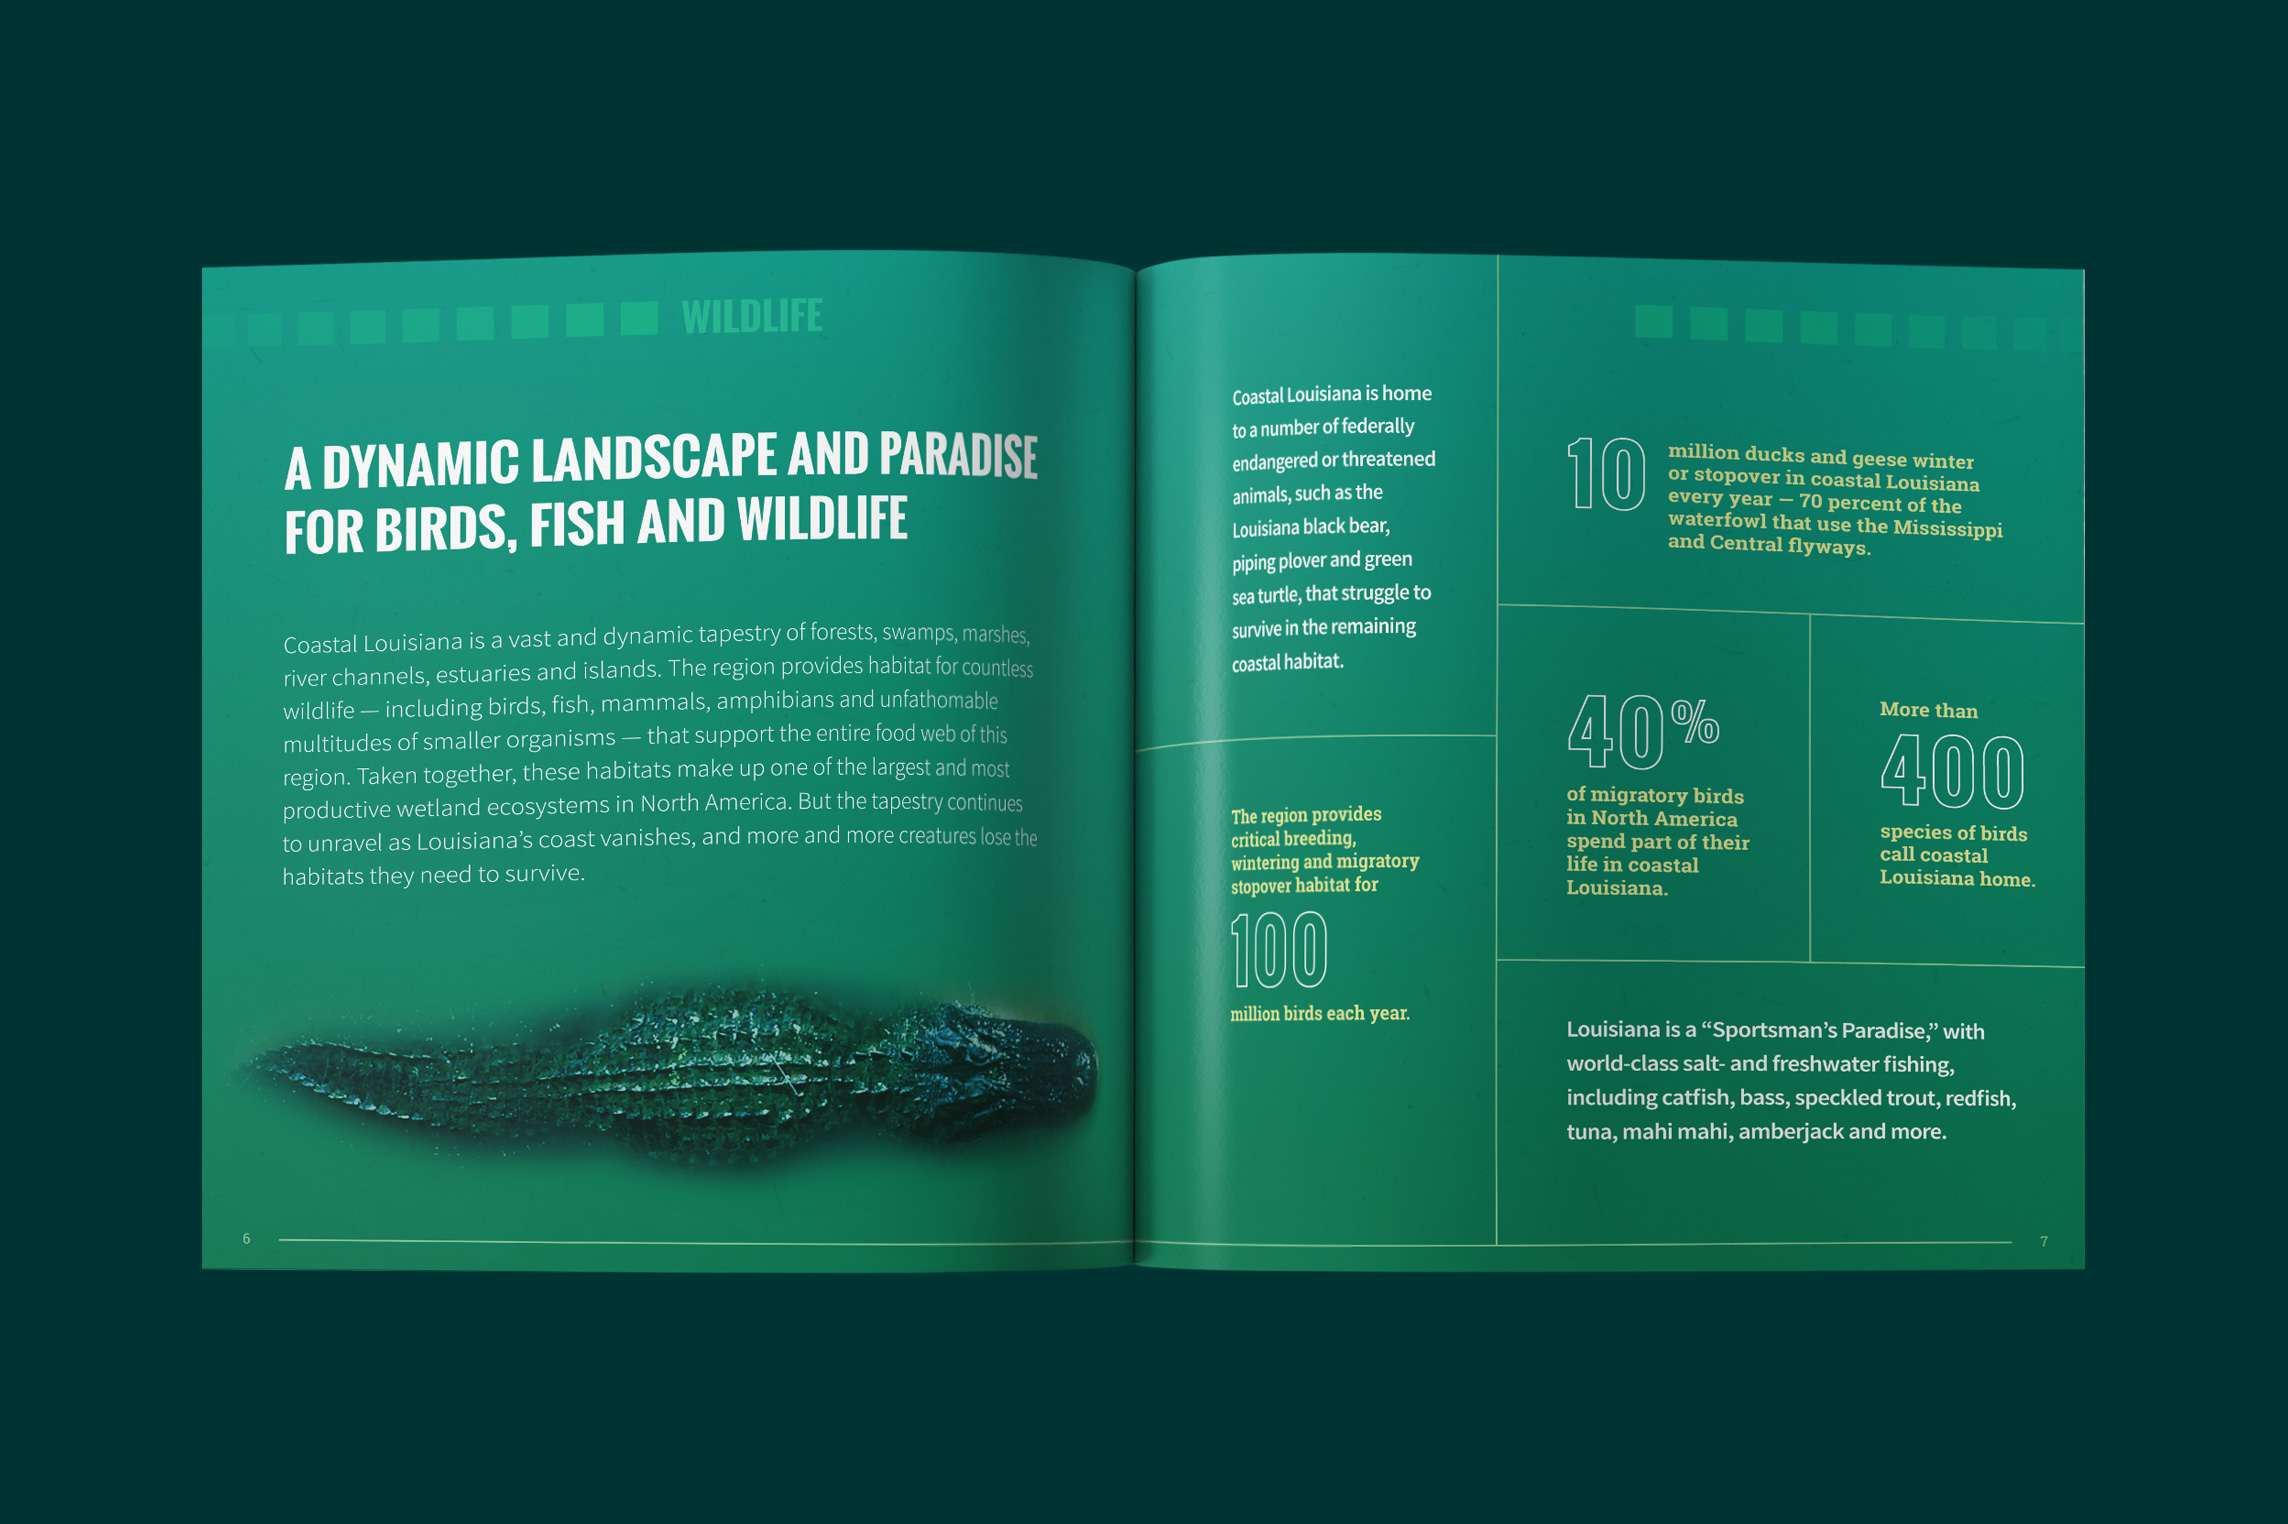 WILDLIFE
A DYNAMIC LANDSCAPE AND PARADISE
FOR BIRDS, FISH AND WILDLIFE
Coastal Louisiana is a vast and dynamic tapestry of forests, swamps, marshes,
river channels, estuaries and islands. The region provides habitat for countless
wildlife — including birds, fish, mammals, amphibians and unfathomable
multitudes of smaller organisms — that support the entire food web of this
region. Taken together, these habitats make up one of the largest and most
productive wetland ecosystems in North America. But the tapestry continues
to unravel as Louisiana’s coast vanishes, and more and more creatures lose the
habitats they need to survive.
6
Coastal Louisiana is home
to a number of federally
endangered or threatened
animals, such as the
Louisiana black bear,
piping plover and green
sea turtle, that struggle to
survive in the remaining
coastal habitat.
The region provides
critical breeding,
wintering and migratory
stopover habitat for
100
million birds each year.
10
million ducks and geese winter
or stopover in coastal Louisiana
every year — 70 percent of the
waterfowl that use the Mississippi
and Central flyways.
40%
of migratory birds
in North America
spend part of their
life in coastal
Louisiana.
More than
400
species of birds
call coastal
Louisiana home.
Louisiana is a “Sportsman’s Paradise,” with
world-class salt- and freshwater fishing,
including catfish, bass, speckled trout, redfish,
tuna, mahi mahi, amberjack and more.
7